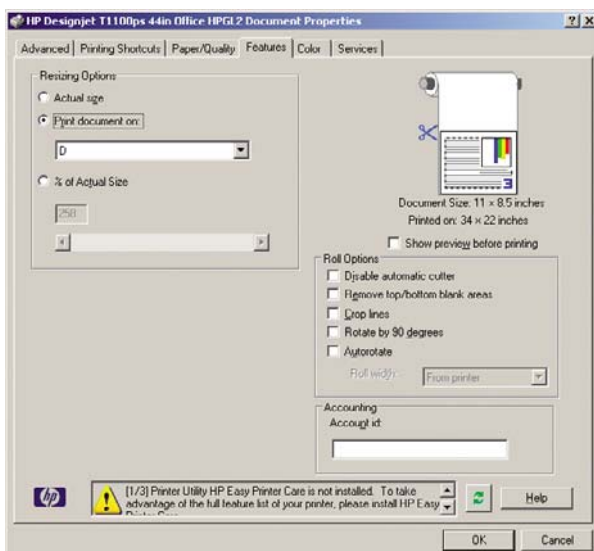 HP Designjet T1100ps 44in Office HPGL2 Document Properties
Advanced
Printing Shortcuts
Paper/Quality
Features
Color
Services
Resizing Options
Actual size
Print document on:
D
% of Actual Size
258
Document Size: 11 × 8.5 inches
Printed on: 34 × 22 inches
Show preview before printing
Roll Options
Disable automatic cutter
Remove top/bottom blank areas
Crop lines
Rotate by 90 degrees
Autorotate
Roll width:
From printer
Accounting
Account id:
hp
[1/3] Printer Utility HP Easy Printer Care is not installed. To take
advantage of the full feature list of your printer, please install HP Easy
Printer Care
Help
OK
Cancel